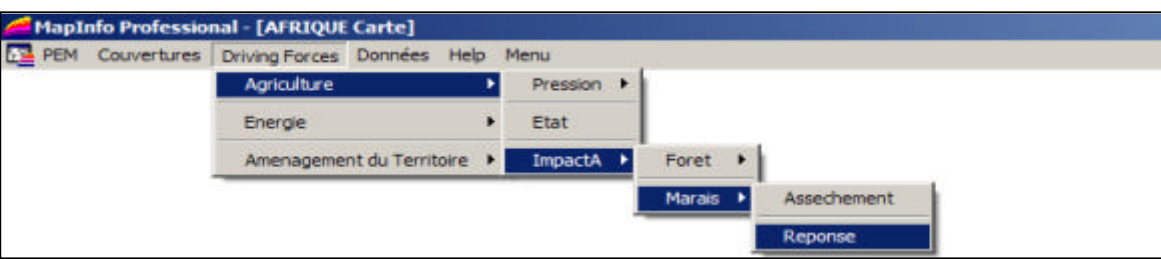 MapInfo Professional - [AFRIQUE Carte]
PEM Couvertures Driving Forces Données Help Menu
Agriculture Pression
Energie Etat
Amenagement du Territoire ImpactA Foret
Marais Assechement
Reponse